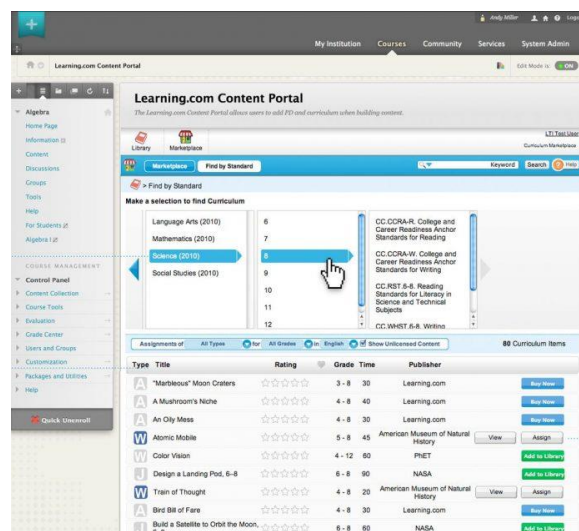 Andy Miller
Logo
My Institution Courses Community Services System Admin
Learning.com Content Portal
Edit Mode is: ON
Algebra
Home Page
Information
Content
Discussions
Groups
Tools
Help
For Students
Algebra I
COURSE MANAGEMENT
Control Panel
Content Collection
Course Tools
Evaluation
Grade Center
Users and Groups
Customization
Packages and Utilities
Help
Quick Unenroll
Learning.com Content Portal
The Learning.com Content Portal allows users to add PD and curriculum when building content.
Library Marketplace
LTI Test User
Curriculum Marketplace
Marketplace Find by Standard Keyword Search Help
> Find by Standard
Make a selection to find Curriculum
Language Arts (2010)
Mathematics (2010)
Science (2010)
Social Studies (2010)
6
7
8
9
10
11
12
CC.CCRA-R. College and
Career Readiness Anchor
Standards for Reading
CC.CCRA-W. College and
Career Readiness Anchor
Standards for Writing
CC.RST.6-8. Reading
Standards for Literacy in
Science and Technical
Subjects
CC.WHST.6-8. Writing
Assignments of All Types for: All Grades in English Show Unlicensed Content 80 Curriculum Items
Type Title Rating Grade Time Publisher
A "Marbleous" Moon Craters 3 - 8 30 Learning.com Buy Now
A A Mushroom's Niche 4 - 8 40 Learning.com Buy Now
A An Oily Mess 4 - 8 30 Learning.com Buy Now
W Atomic Mobile 5 - 8 45 American Museum of Natural History View Assign
W Color Vision 4 - 12 60 PhET Add to Library
J Design a Landing Pod, 6–8 6 - 8 90 NASA Add to Library
W Train of Thought 4 - 8 20 American Museum of Natural History View Assign
A Bird Bill of Fare 4 - 8 30 Learning.com Buy Now
J Build a Satellite to Orbit the Moon, 6 - 8 60 NASA Add to Library